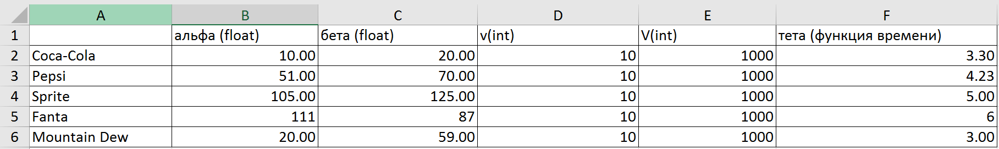 A B C D E F
1 альфа (float) бета (float) v(int) V(int) тета (функция времени)
2 Coca-Cola 10.00 20.00 10 1000 3.30
3 Pepsi 51.00 70.00 10 1000 4.23
4 Sprite 105.00 125.00 10 1000 5.00
5 Fanta 111 87 10 1000 6
6 Mountain Dew 20.00 59.00 10 1000 3.00